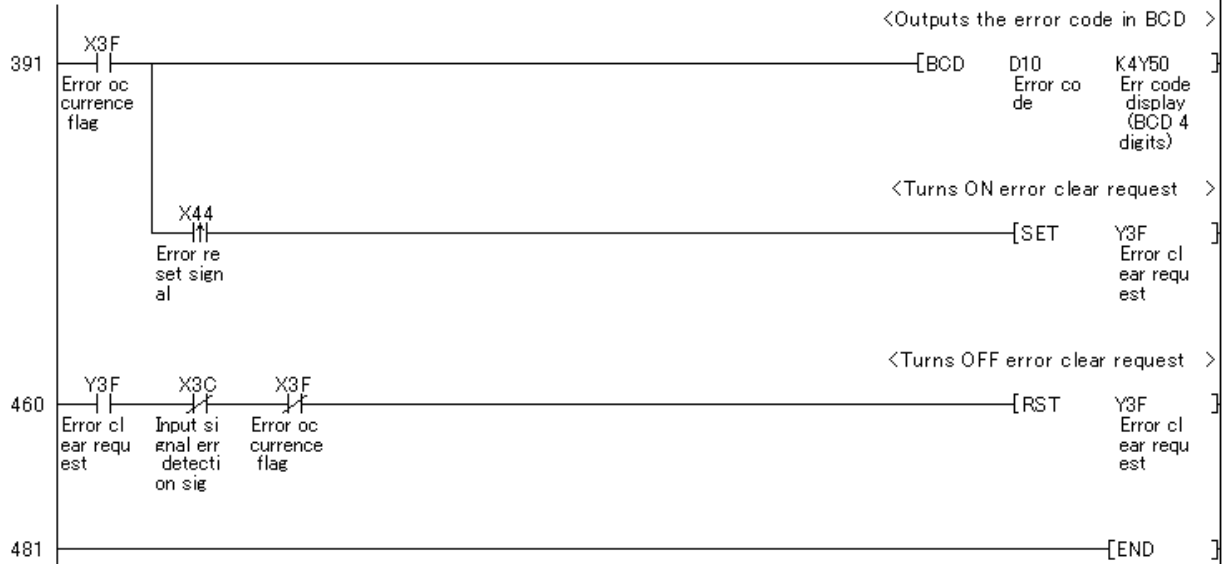 <Outputs the error code in BCD >
X3F
391
[BCD D10 K4Y50 ]
Error oc
currence
flag
Error co
de
Err code
display
(BCD 4
digits)
<Turns ON error clear request >
X44
[SET Y3F ]
Error re
set sign
al
Error cl
ear requ
est
<Turns OFF error clear request >
Y3F X3C X3F
460
[RST Y3F ]
Error cl
ear requ
est
Input si
gnal err
detecti
on sig
Error oc
currence
flag
Error cl
ear requ
est
481
[END ]